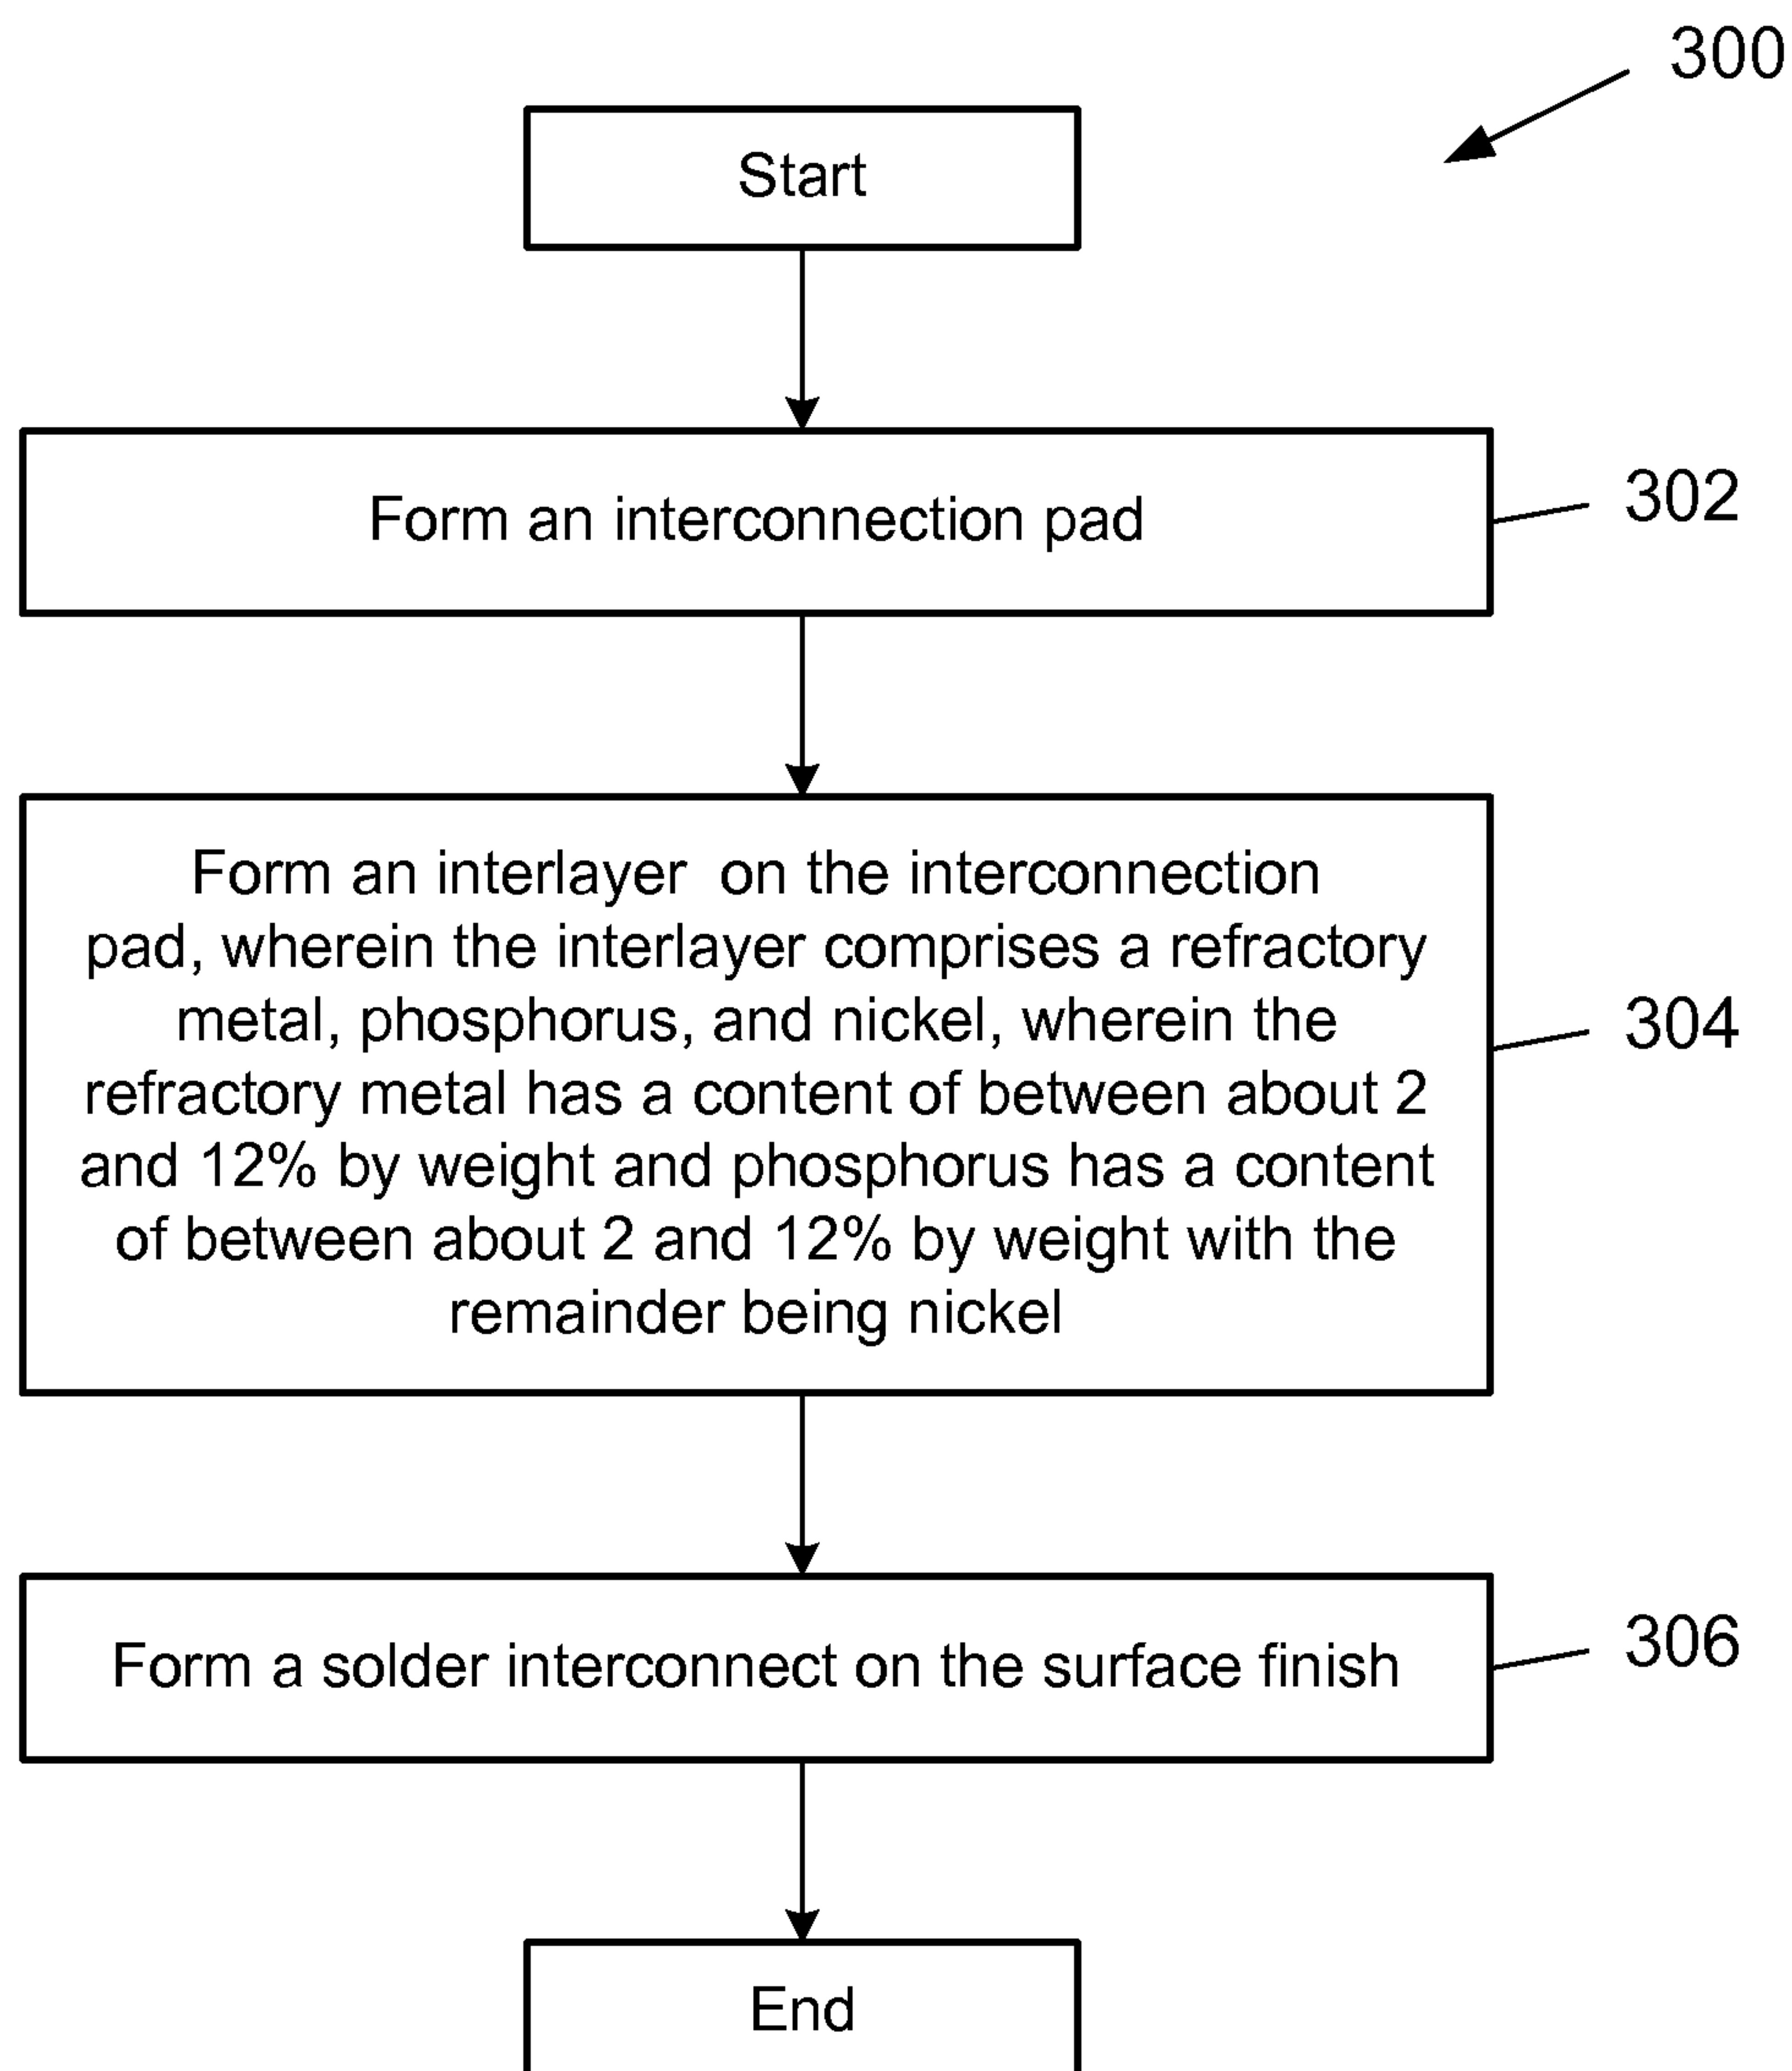 300
Start
Form an interconnection pad
302
Form an interlayer on the interconnection
pad, wherein the interlayer comprises a refractory
metal, phosphorus, and nickel, wherein the
refractory metal has a content of between about 2
and 12% by weight and phosphorus has a content
of between about 2 and 12% by weight with the
remainder being nickel
304
Form a solder interconnect on the surface finish
306
End